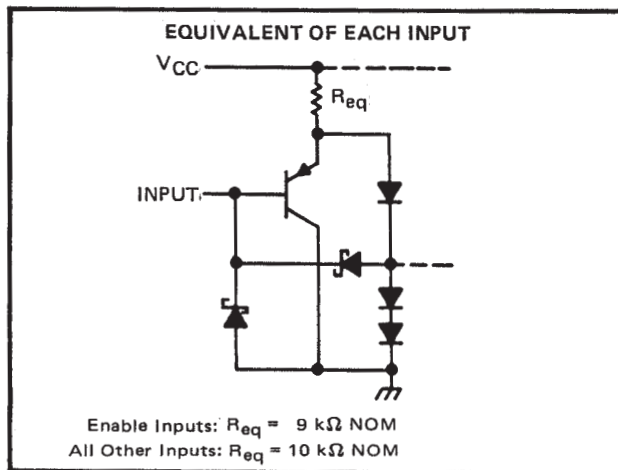 EQUIVALENT OF EACH INPUT
VCC
Req
INPUT
Enable Inputs: Req = 9 kΩ NOM
All Other Inputs: Req = 10 kΩ NOM